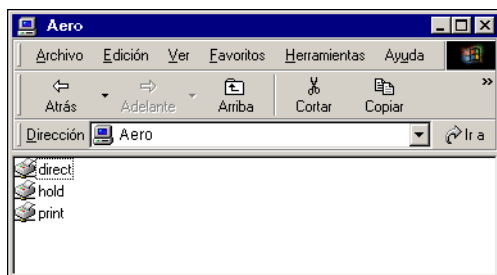 Aero
Archivo Edición Ver Favoritos Herramientas Ayuda
Atrás Adelante Arriba Cortar Copiar »
Dirección Aero Ir a
direct
hold
print